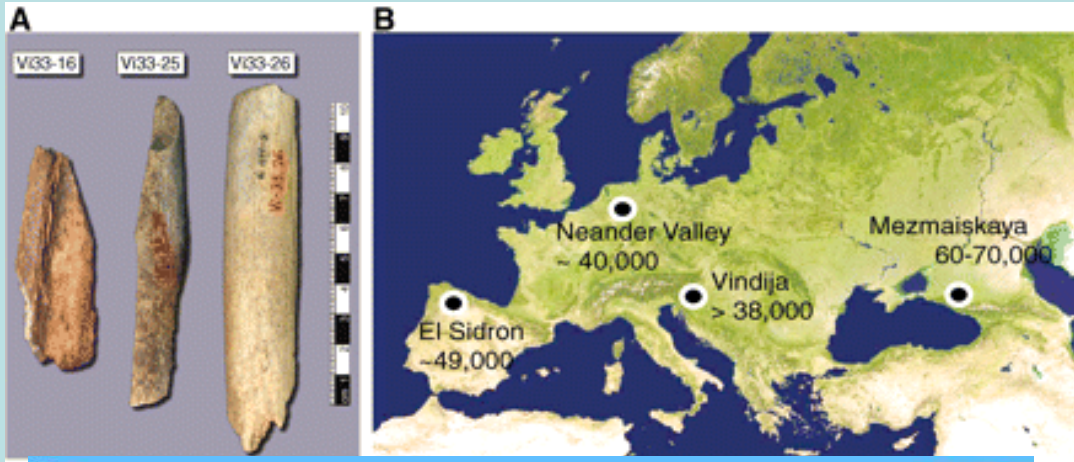 A
B
Vi33-16
Vi33-25
Vi33-26
Neander Valley
~ 40,000
Mezmaiskaya
60-70,000
Vindija
> 38,000
El Sidron
~49,000